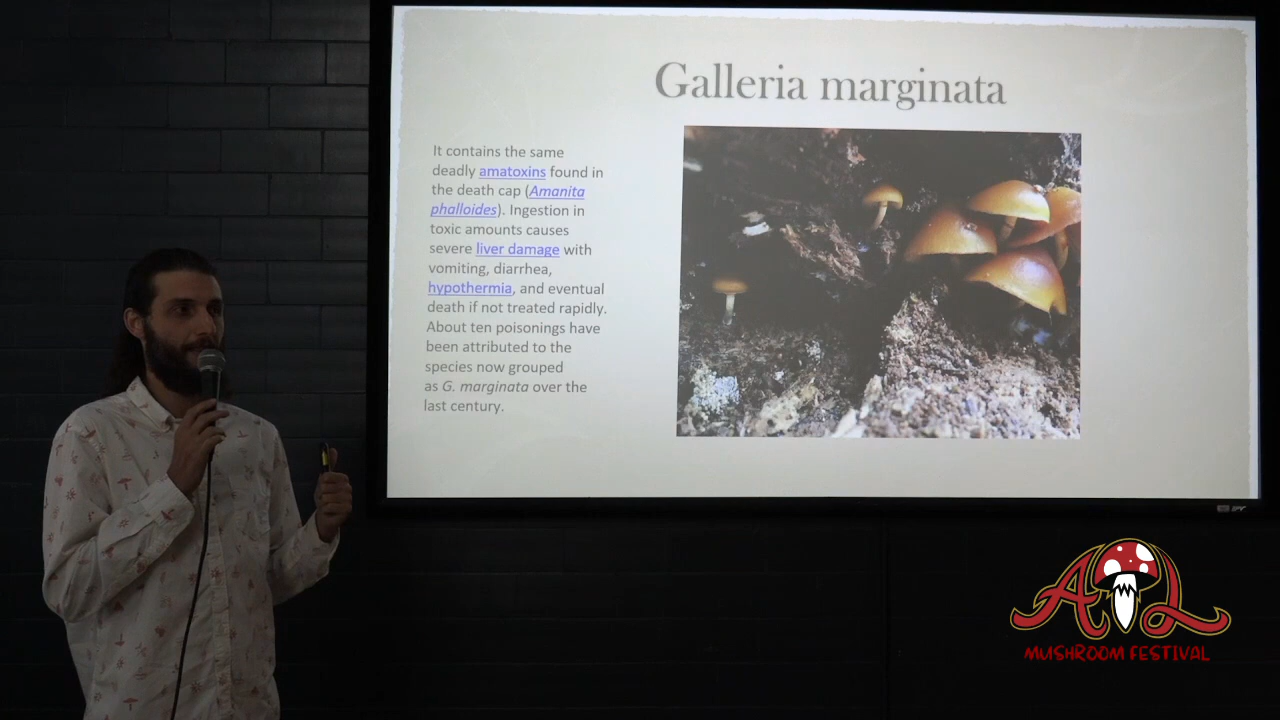 Galleria marginata
It contains the same
deadly amatoxins found in
the death cap (Amanita
phalloides). Ingestion in
toxic amounts causes
severe liver damage with
vomiting, diarrhea,
hypothermia, and eventual
death if not treated rapidly.
About ten poisonings have
been attributed to the
species now grouped
as G. marginata over the
last century.
ATL
MUSHROOM FESTIVAL